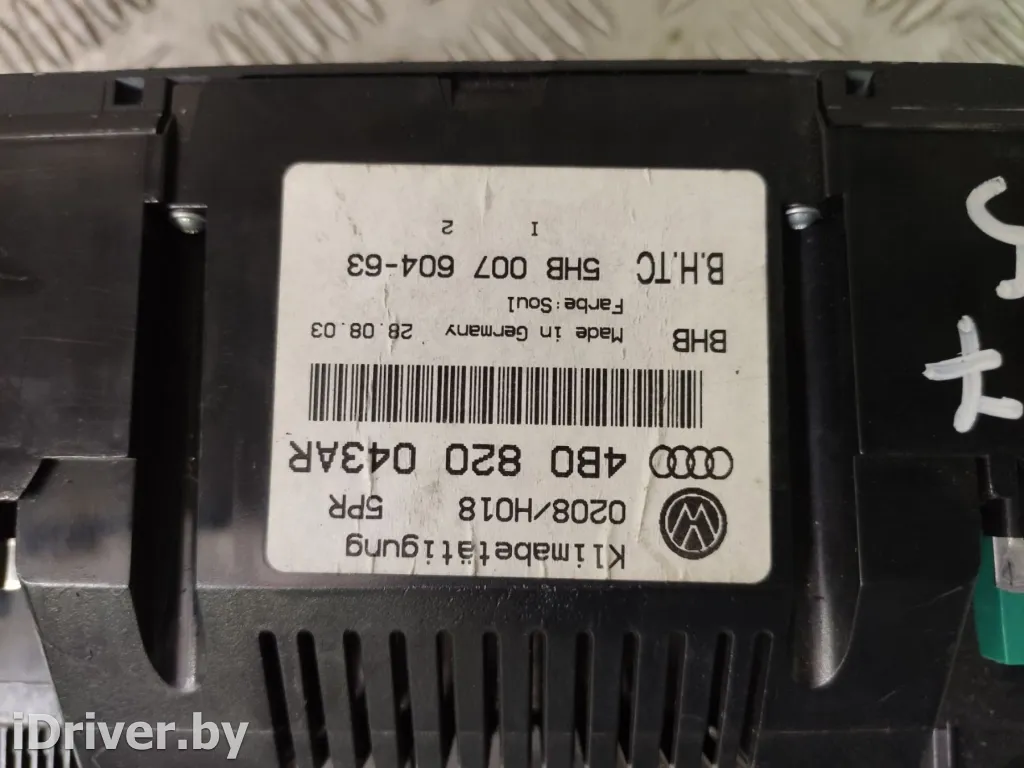 Klimabetätigung
0208/H018 5PR
4B0 820 043AR
BHB Made in Germany 28.08.03
Farbe:Soul
B.H.TC 5HB 007 604-63
1 2
iDriver.by